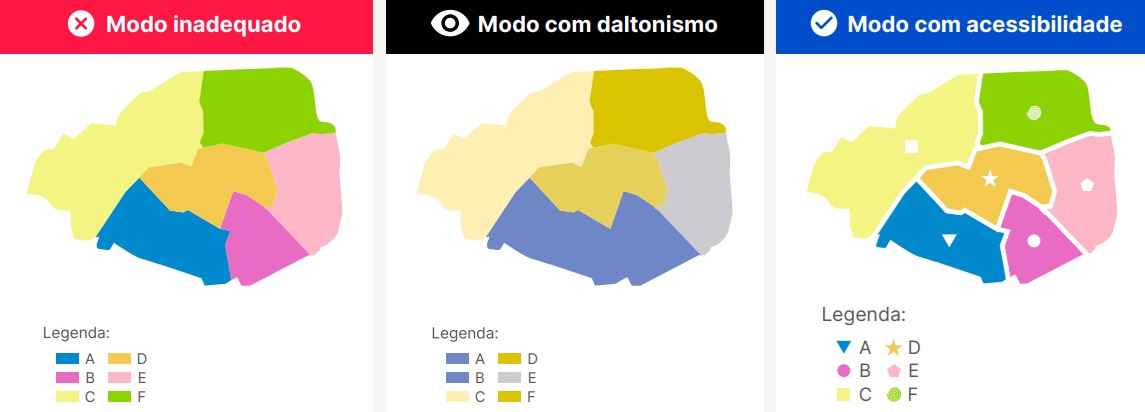 Modo inadequado
Legenda:
A D
B E
C F
Modo com daltonismo
Legenda:
A D
B E
C F
Modo com acessibilidade
Legenda:
A D
B E
C F